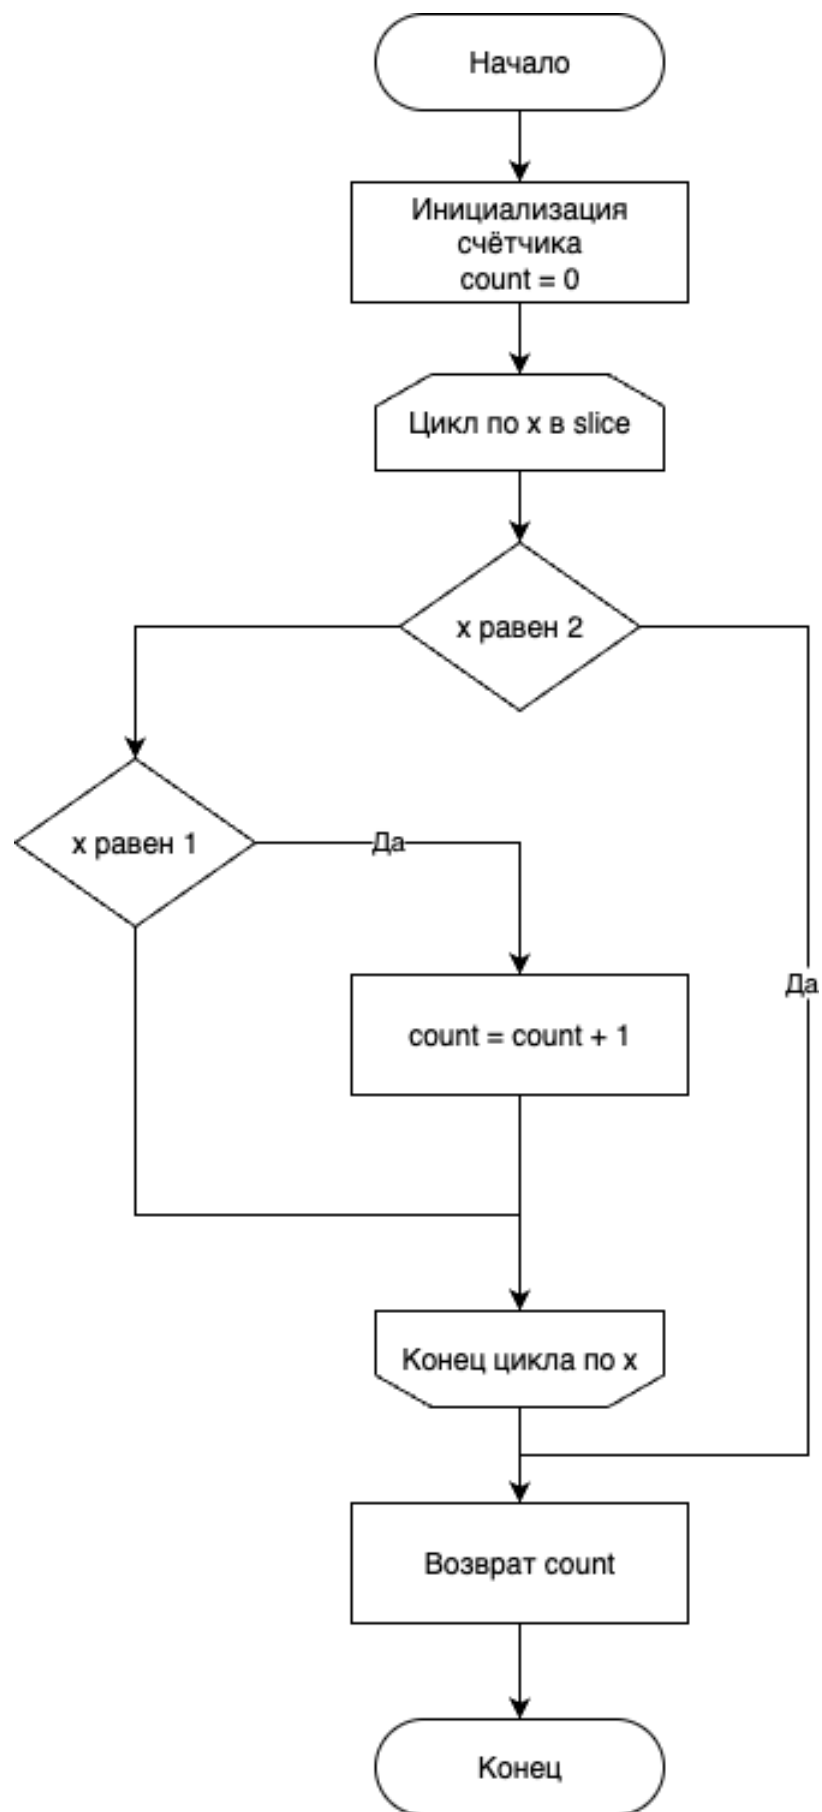 Начало
Инициализация
счётчика
count = 0
Цикл по x в slice
x равен 2
x равен 1
Да
Да
count = count + 1
Конец цикла по x
Возврат count
Конец